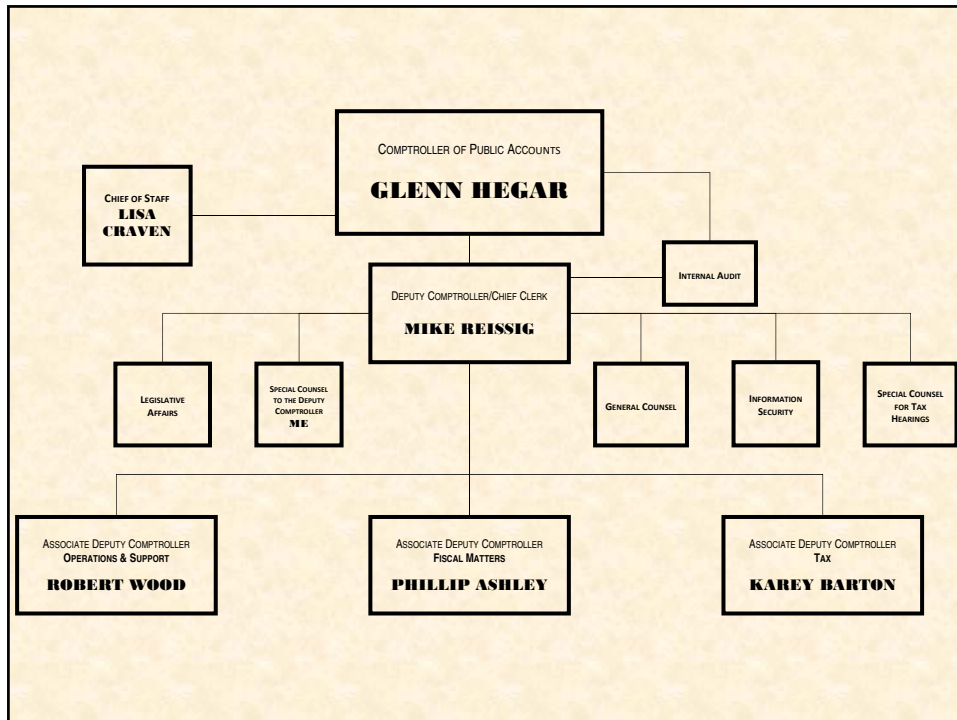 COMPTROLLER OF PUBLIC ACCOUNTS
GLENN HEGAR
CHIEF OF STAFF
LISA
CRAVEN
INTERNAL AUDIT
DEPUTY COMPTROLLER/CHIEF CLERK
MIKE REISSIG
LEGISLATIVE
AFFAIRS
SPECIAL COUNSEL
TO THE DEPUTY
COMPTROLLER
ME
GENERAL COUNSEL
INFORMATION
SECURITY
SPECIAL COUNSEL
FOR TAX
HEARINGS
ASSOCIATE DEPUTY COMPTROLLER
OPERATIONS & SUPPORT
ROBERT WOOD
ASSOCIATE DEPUTY COMPTROLLER
FISCAL MATTERS
PHILLIP ASHLEY
ASSOCIATE DEPUTY COMPTROLLER
TAX
KAREY BARTON